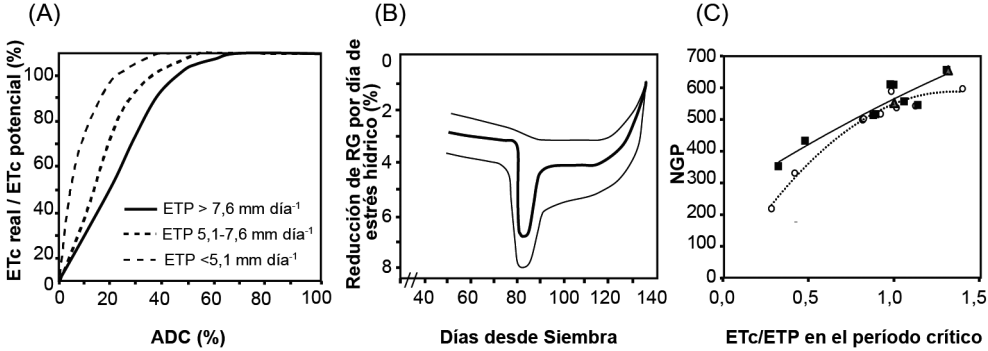 (A)
ETc real / ETc potencial (%)
100
80
60
40
20
0
ETP > 7,6 mm día-1
ETP 5,1-7,6 mm día-1
ETP <5,1 mm día-1
0 20 40 60 80 100
ADC (%)
(B)
Reducción de RG por día de
estrés hídrico (%)
0
2
4
6
8
40 60 80 100 120 140
Días desde Siembra
(C)
NGP
700
600
500
400
300
200
100
0
0,0 0,5 1,0 1,5
ETc/ETP en el período crítico